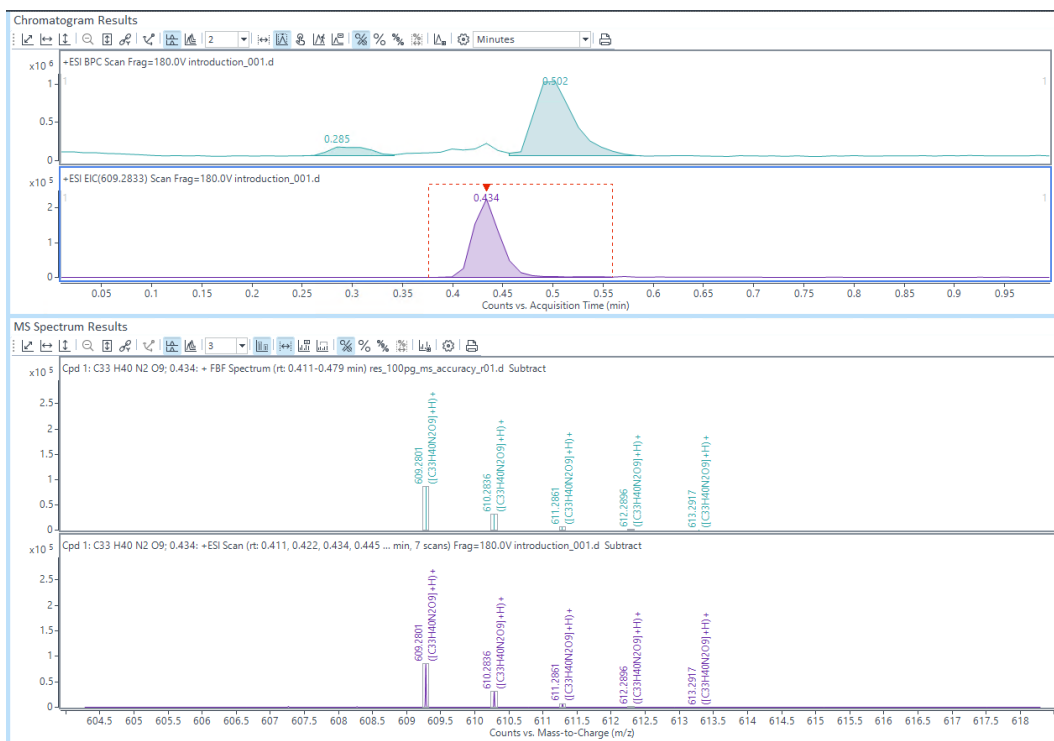 Chromatogram Results
2
Minutes
x10 6
+ESI BPC Scan Frag=180.0V introduction_001.d
1
1
1
0.5
0
0.285
0.502
x10 5
+ESI EIC(609.2833) Scan Frag=180.0V introduction_001.d
1
1
2
1
0
0.434
0.05 0.1 0.15 0.2 0.25 0.3 0.35 0.4 0.45 0.5 0.55 0.6 0.65 0.7 0.75 0.8 0.85 0.9 0.95
Counts vs. Acquisition Time (min)
MS Spectrum Results
3
x10 5
Cpd 1: C33 H40 N2 O9; 0.434: + FBF Spectrum (rt: 0.411-0.479 min) res_100pg_ms_accuracy_r01.d Subtract
2.5
2
1.5
1
0.5
0
609.2801
([C33H40N2O9]+H)+
610.2836
([C33H40N2O9]+H)+
611.2861
([C33H40N2O9]+H)+
612.2896
([C33H40N2O9]+H)+
613.2917
([C33H40N2O9]+H)+
x10 5
Cpd 1: C33 H40 N2 O9; 0.434: +ESI Scan (rt: 0.411, 0.422, 0.434, 0.445 ... min, 7 scans) Frag=180.0V introduction_001.d Subtract
2.5
2
1.5
1
0.5
0
609.2801
([C33H40N2O9]+H)+
610.2836
([C33H40N2O9]+H)+
611.2861
([C33H40N2O9]+H)+
612.2896
([C33H40N2O9]+H)+
613.2917
([C33H40N2O9]+H)+
604.5 605 605.5 606 606.5 607 607.5 608 608.5 609 609.5 610 610.5 611 611.5 612 612.5 613 613.5 614 614.5 615 615.5 616 616.5 617 617.5 618
Counts vs. Mass-to-Charge (m/z)